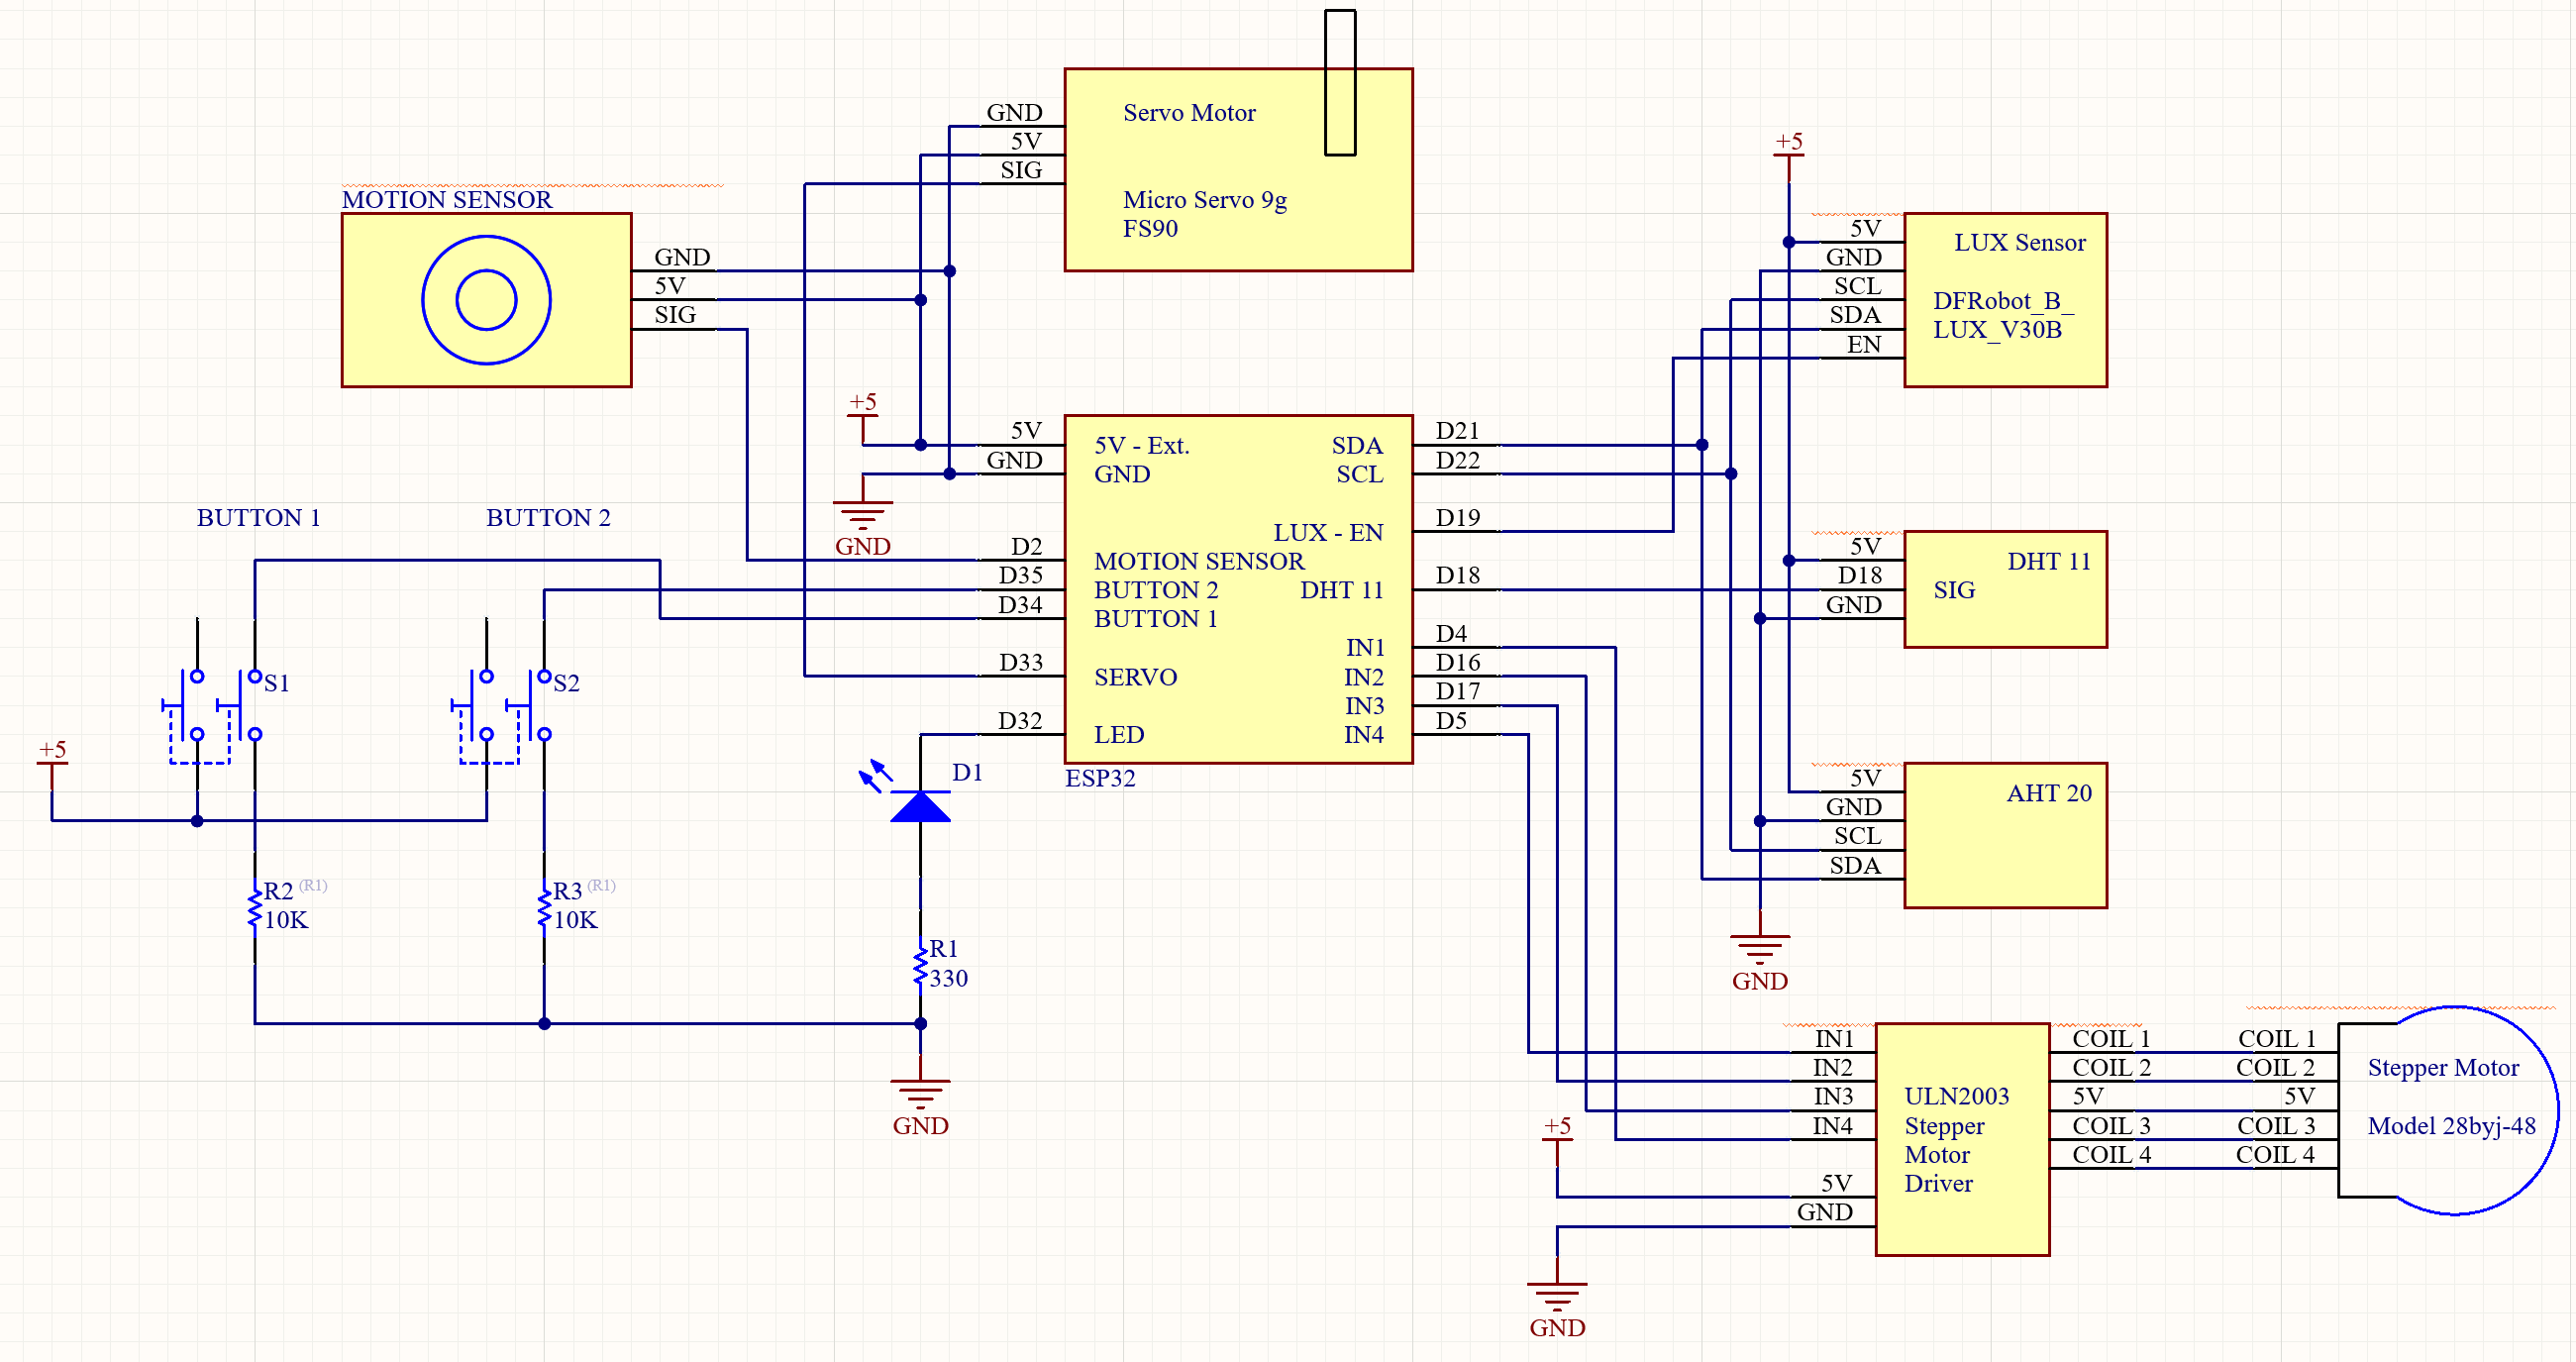 Servo Motor
Micro Servo 9g
FS90
GND
5V
SIG
MOTION SENSOR
GND
5V
SIG
+5
GND
5V
GND
D2
D35
D34
D33
D32
5V - Ext.
GND
MOTION SENSOR
BUTTON 2
BUTTON 1
SERVO
LED
SDA
SCL
LUX - EN
DHT 11
IN1
IN2
IN3
IN4
D21
D22
D19
D18
D4
D16
D17
D5
ESP32
BUTTON 1
BUTTON 2
S1
S2
+5
R2 (R1)
10K
R3 (R1)
10K
D1
R1
330
GND
+5
5V
GND
SCL
SDA
EN
LUX Sensor
DFRobot_B_
LUX_V30B
5V
D18
GND
DHT 11
SIG
5V
GND
SCL
SDA
AHT 20
GND
IN1
IN2
IN3
IN4
5V
GND
+5
GND
ULN2003
Stepper
Motor
Driver
COIL 1
COIL 2
5V
COIL 3
COIL 4
COIL 1
COIL 2
5V
COIL 3
COIL 4
Stepper Motor
Model 28byj-48